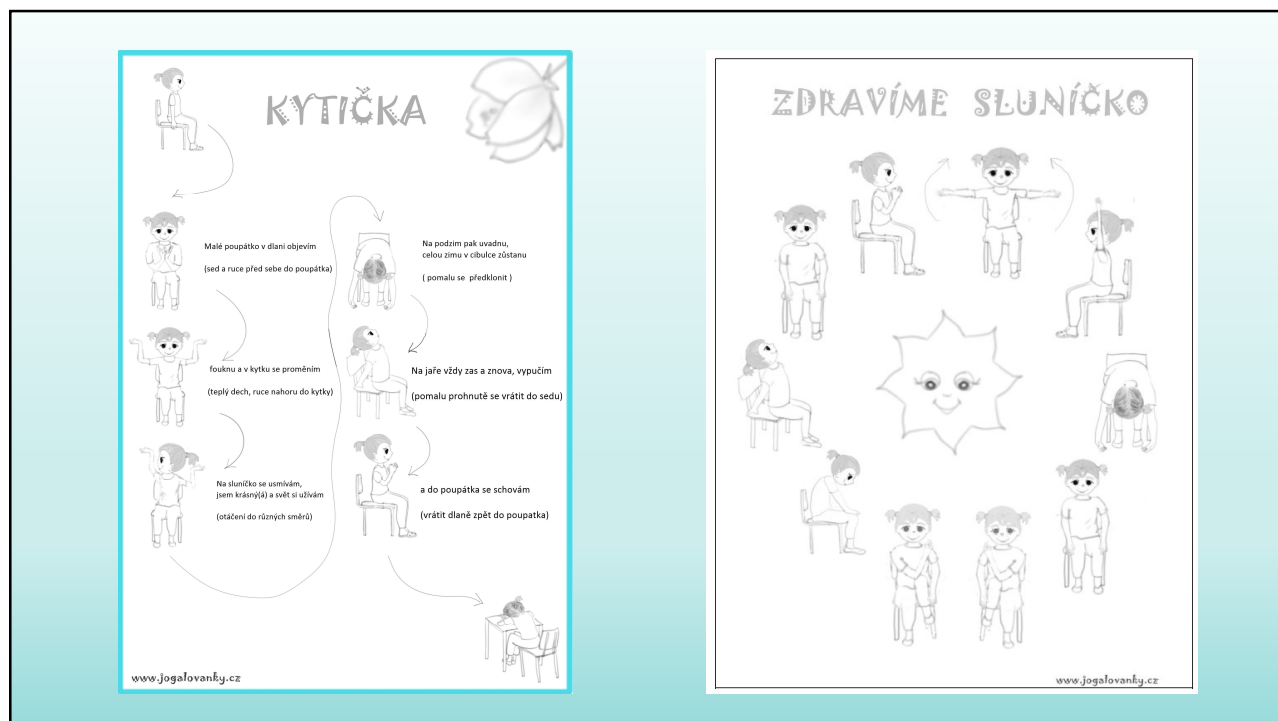 KYTIČKA
Malé poupátko v dlani objevím
(sed a ruce před sebe do poupátka)
fouknu a v kytku se proměním
(teplý dech, ruce nahoru do kytky)
Na sluníčko se usmívám,
jsem krásný(á) a svět si užívám
(otáčení do různých směrů)
Na podzim pak uvadnu,
celou zimu v cibulce zůstanu
( pomalu se předklonit )
Na jaře vždy zas a znova, vypučím
(pomalu prohnutě se vrátit do sedu)
a do poupátka se schovám
(vrátit dlaně zpět do poupatka)
www.jogalovanky.cz
ZDRAVÍME SLUNÍČKO
www.jogalovanky.cz